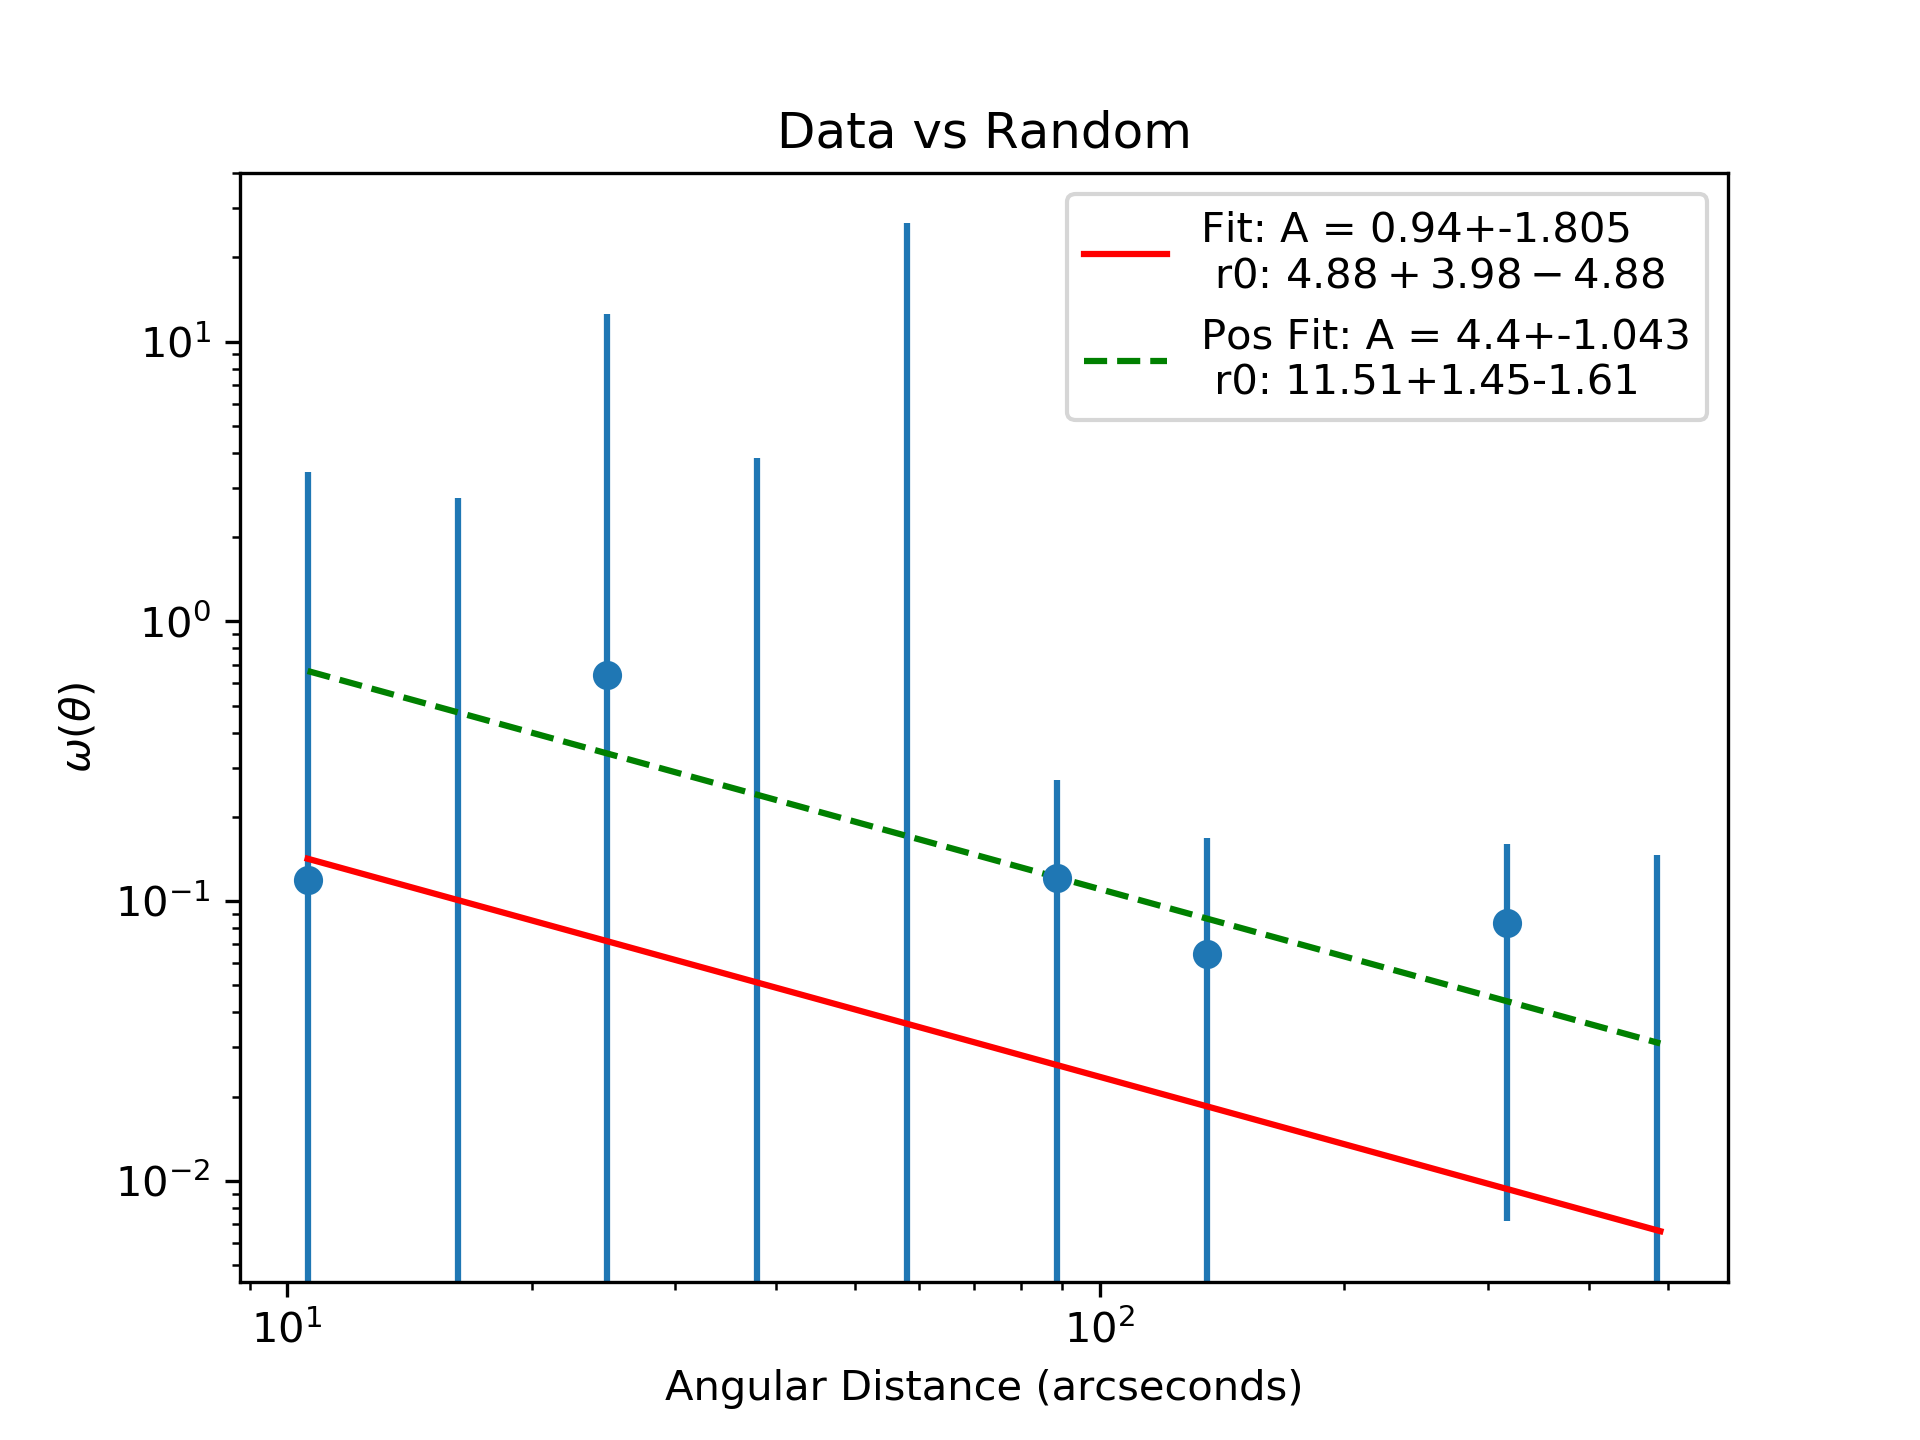 Data vs Random
Fit: A = 0.94+-1.805
r0: 4.88 + 3.98 − 4.88
Pos Fit: A = 4.4+-1.043
r0: 11.51+1.45-1.61
10¹
10⁰
10⁻¹
10⁻²
ω(θ)
10¹
10²
Angular Distance (arcseconds)